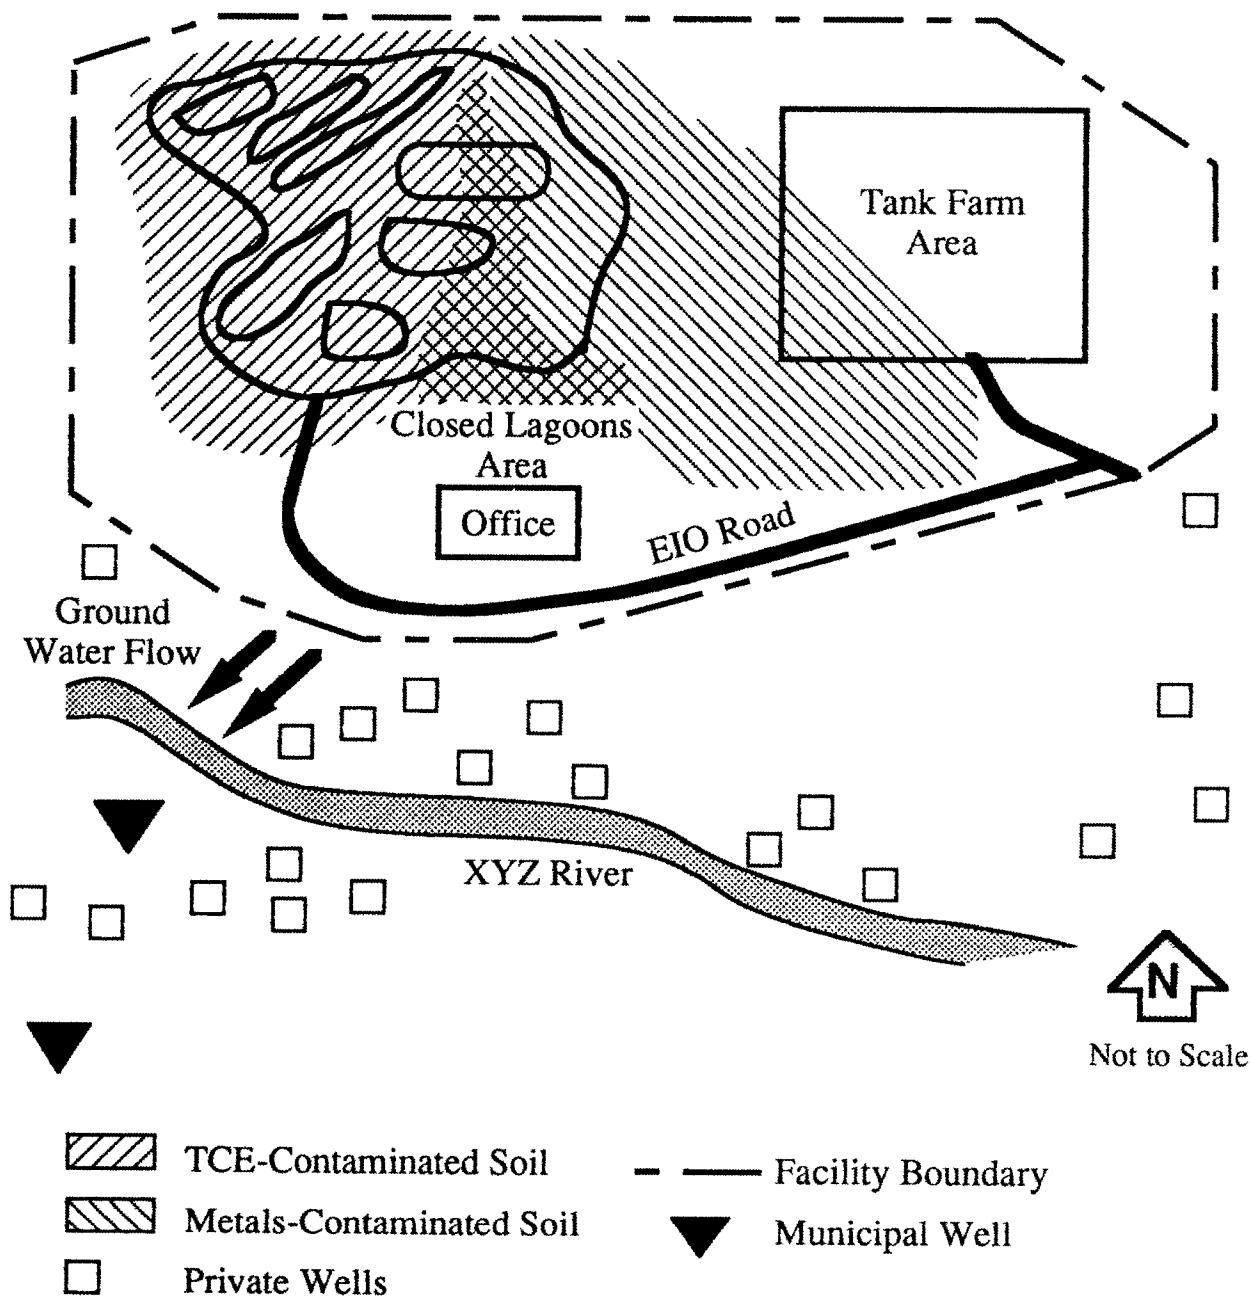 Tank Farm
Area
Closed Lagoons
Area
Office
EIO Road
Ground
Water Flow
XYZ River
N
Not to Scale
TCE-Contaminated Soil
Facility Boundary
Metals-Contaminated Soil
Municipal Well
Private Wells